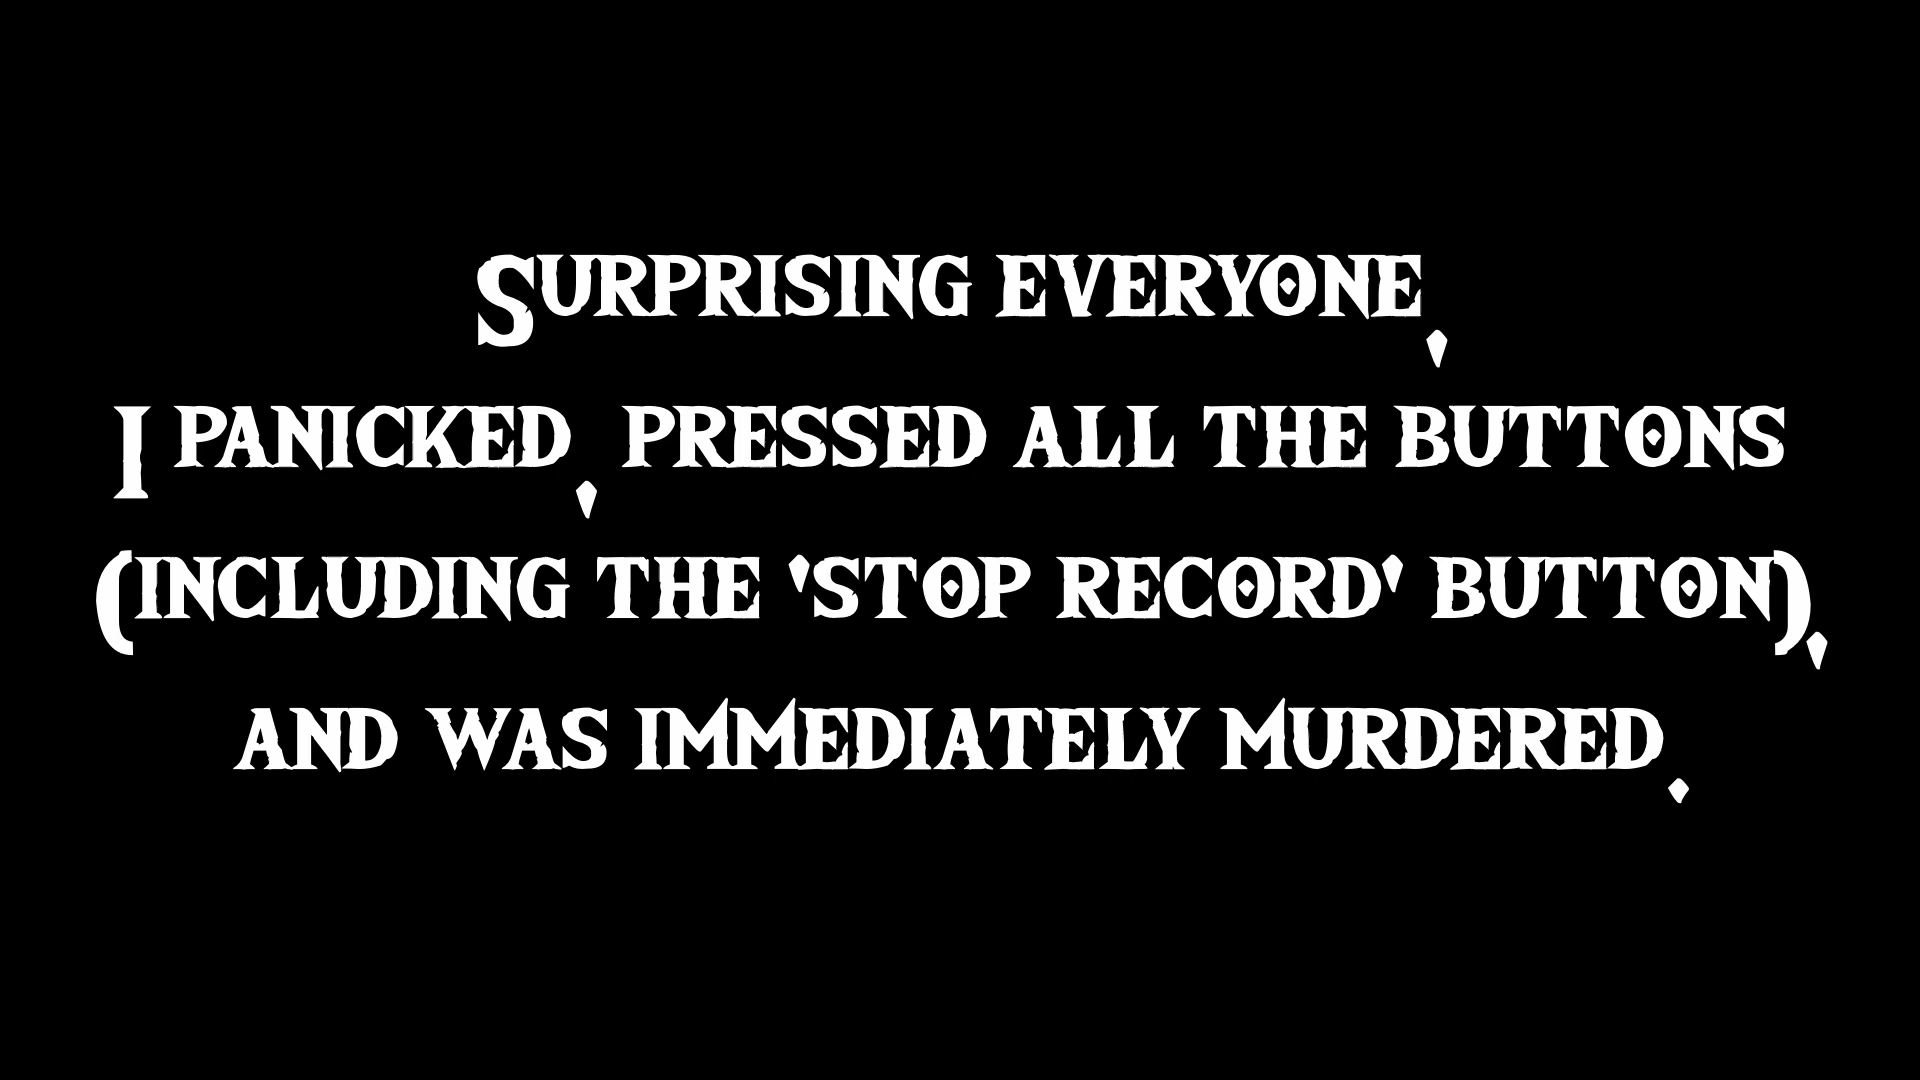 Surprising everyone,
I panicked, pressed all the buttons
(including the 'stop record' button),
and was immediately murdered.